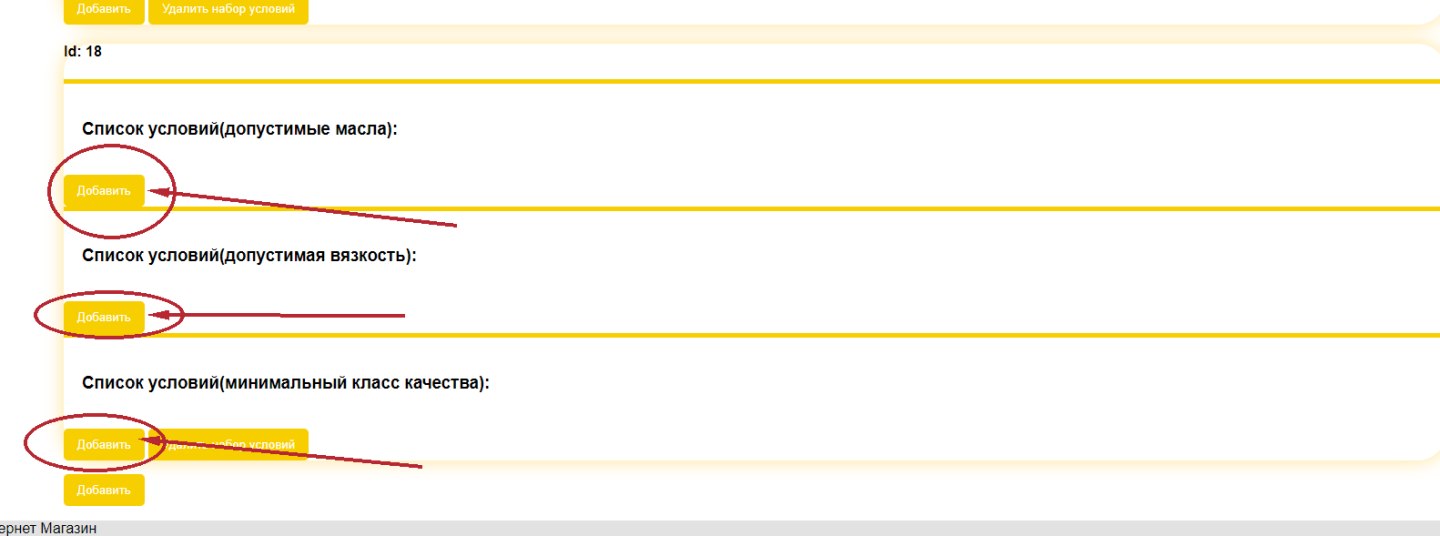 Добавить Удалить набор условий
Id: 18
Список условий(допустимые масла):
Добавить
Список условий(допустимая вязкость):
Добавить
Список условий(минимальный класс качества):
Добавить Удалить набор условий
Добавить
ернет Магазин